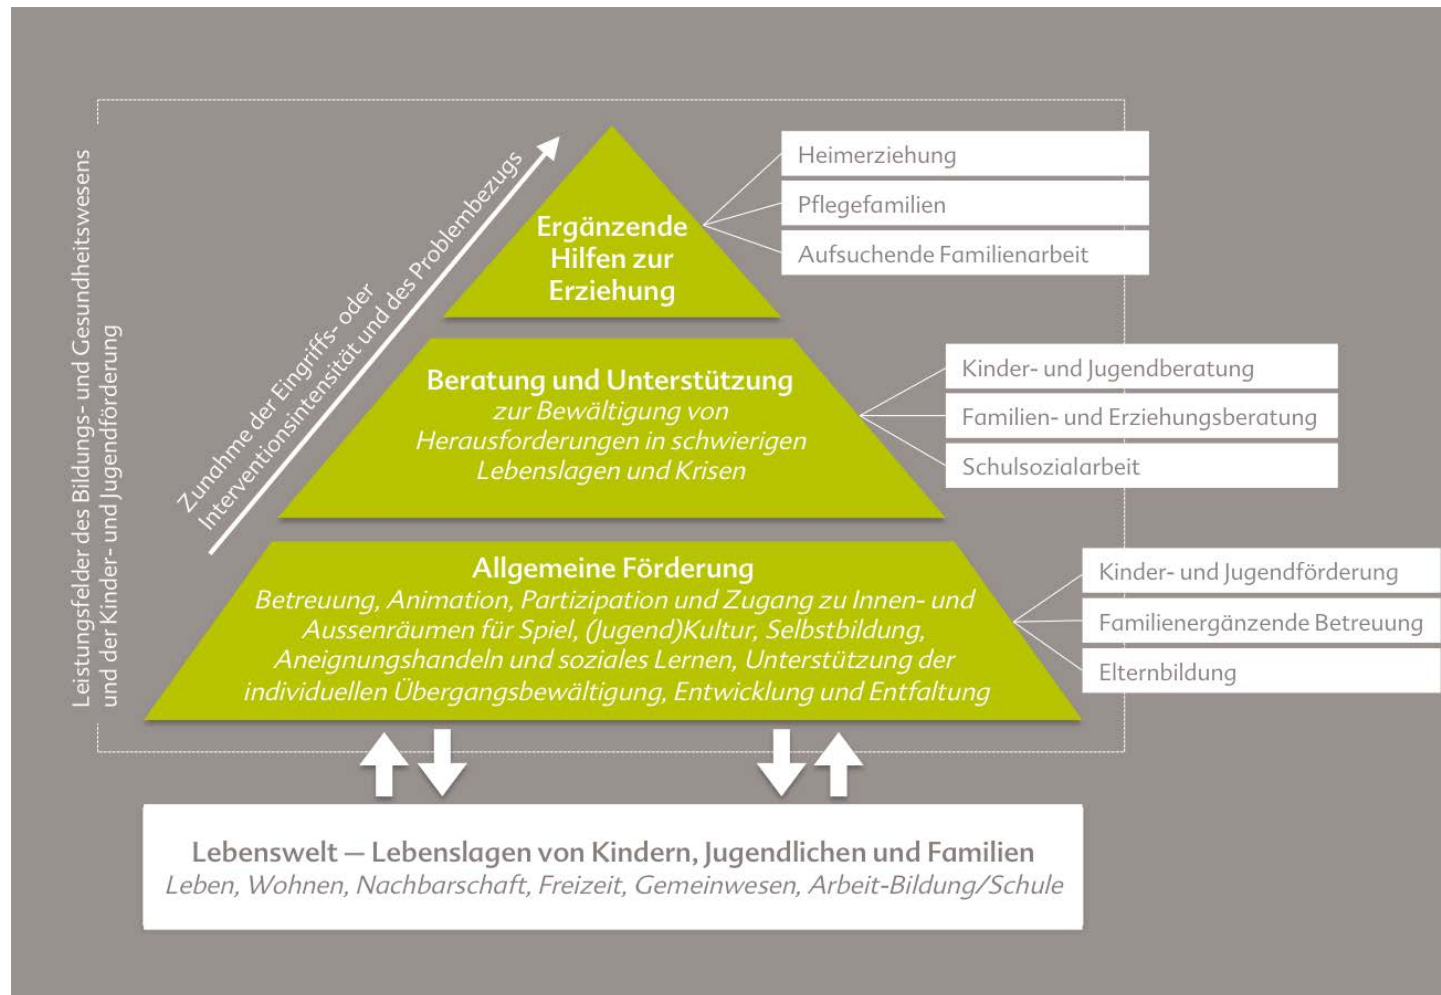 Leistungsfelder des Bildungs- und Gesundheitswesens
und der Kinder- und Jugendförderung
Zunahme der Eingriffs- oder
Interventionsintensität und des Problembezugs
Ergänzende
Hilfen zur
Erziehung
Heimerziehung
Pflegefamilien
Aufsuchende Familienarbeit
Beratung und Unterstützung
zur Bewältigung von
Herausforderungen in schwierigen
Lebenslagen und Krisen
Kinder- und Jugendberatung
Familien- und Erziehungsberatung
Schulsozialarbeit
Allgemeine Förderung
Betreuung, Animation, Partizipation und Zugang zu Innen- und
Aussenräumen für Spiel, (Jugend)Kultur, Selbstbildung,
Aneignungshandeln und soziales Lernen, Unterstützung der
individuellen Übergangsbewältigung, Entwicklung und Entfaltung
Kinder- und Jugendförderung
Familienergänzende Betreuung
Elternbildung
Lebenswelt — Lebenslagen von Kindern, Jugendlichen und Familien
Leben, Wohnen, Nachbarschaft, Freizeit, Gemeinwesen, Arbeit-Bildung/Schule